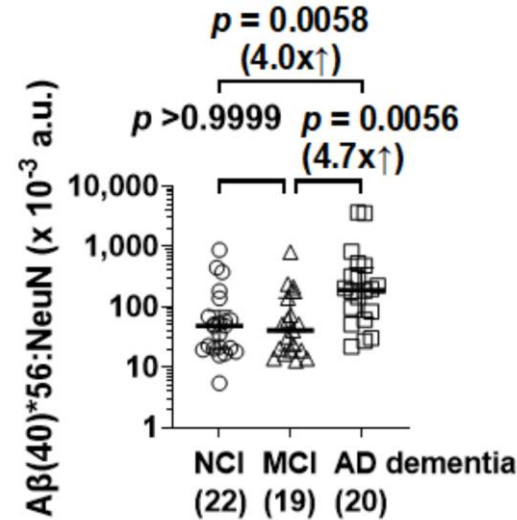 p = 0.0058
(4.0x↑)
p >0.9999 p = 0.0056
(4.7x↑)
Aβ(40)*56:NeuN (x 10⁻³ a.u.)
10,000
1,000
100
10
1
NCI MCI AD dementia
(22) (19) (20)